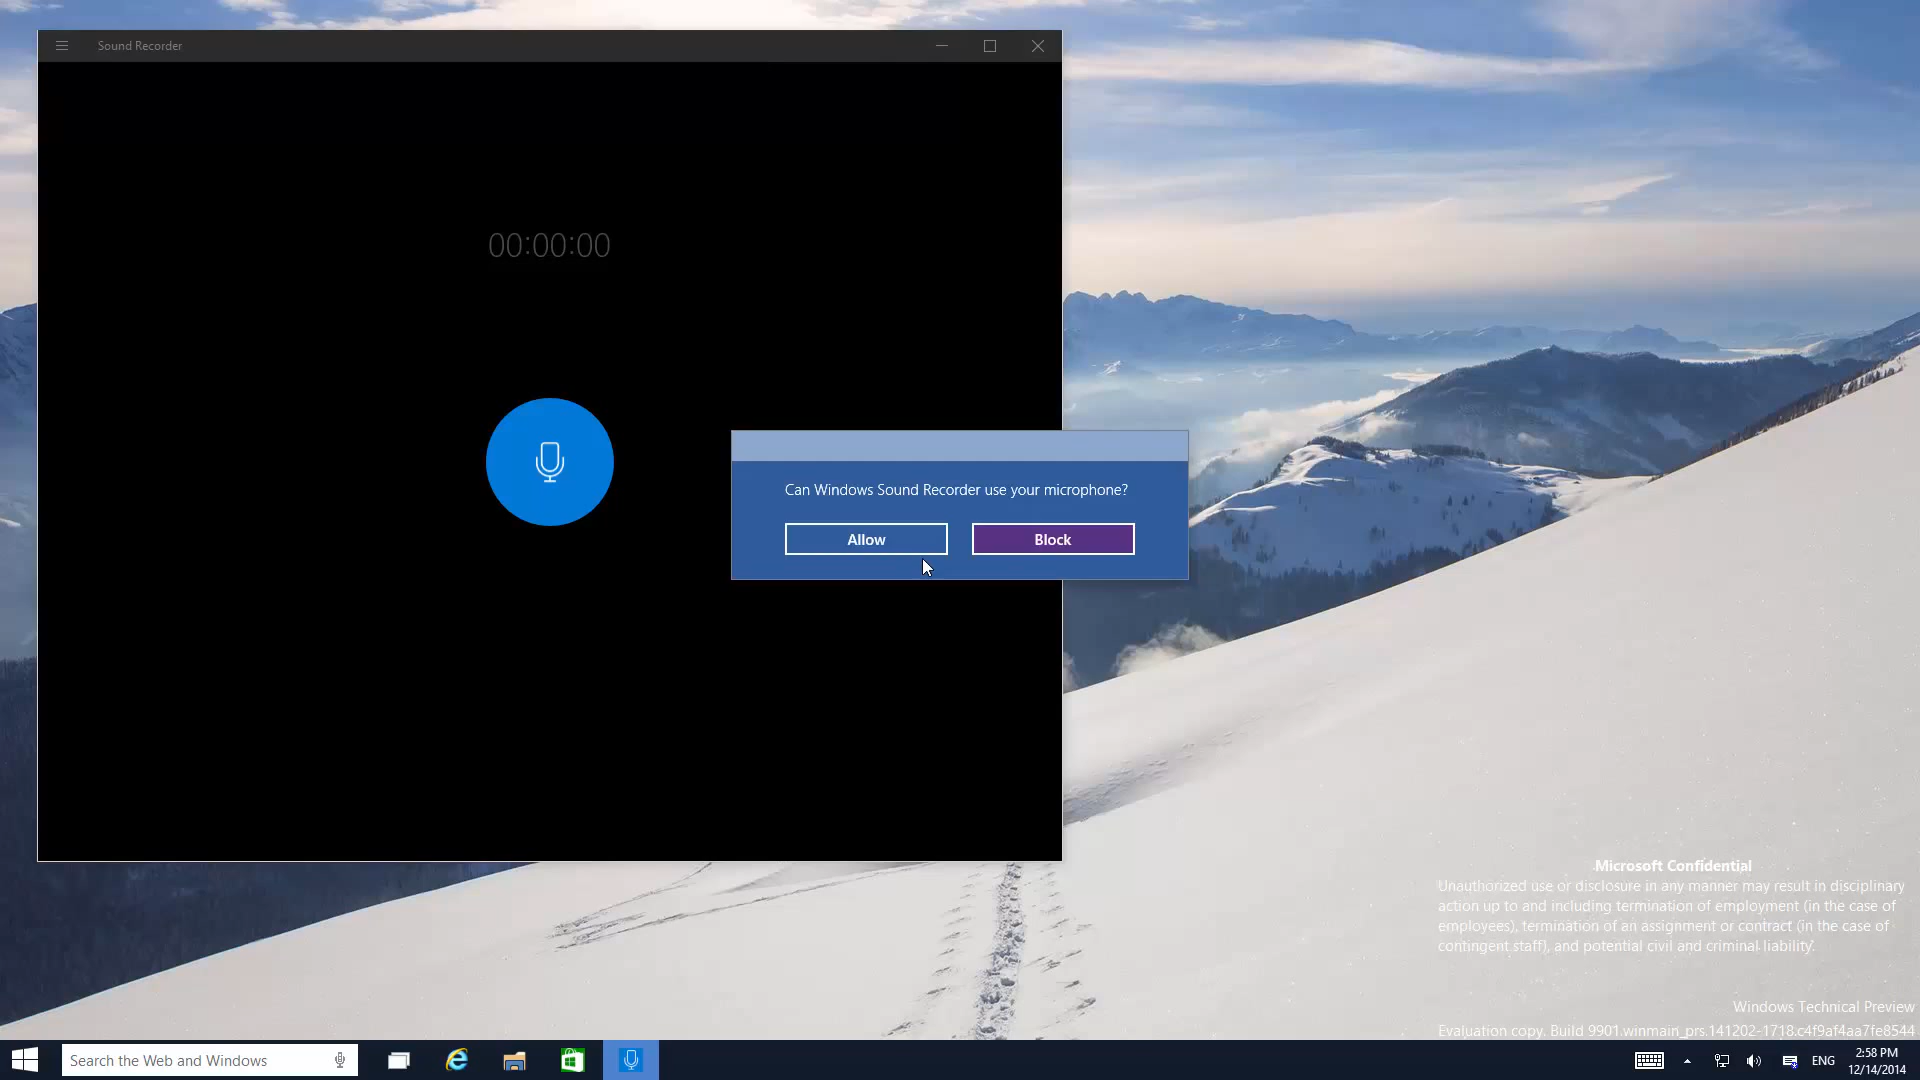 Sound Recorder
00:00:00
Can Windows Sound Recorder use your microphone?
Allow
Block
Microsoft Confidential
Unauthorized use or disclosure in any manner may result in disciplinary
action up to and including termination of employment (in the case of
employees), termination of an assignment or contract (in the case of
contingent staff), and potential civil and criminal liability.
Windows Technical Preview
Evaluation copy. Build 9901.winmain_prs.141202-1718.c4f9af4aa7fe8544
Search the Web and Windows
ENG
2:58 PM
12/14/2014